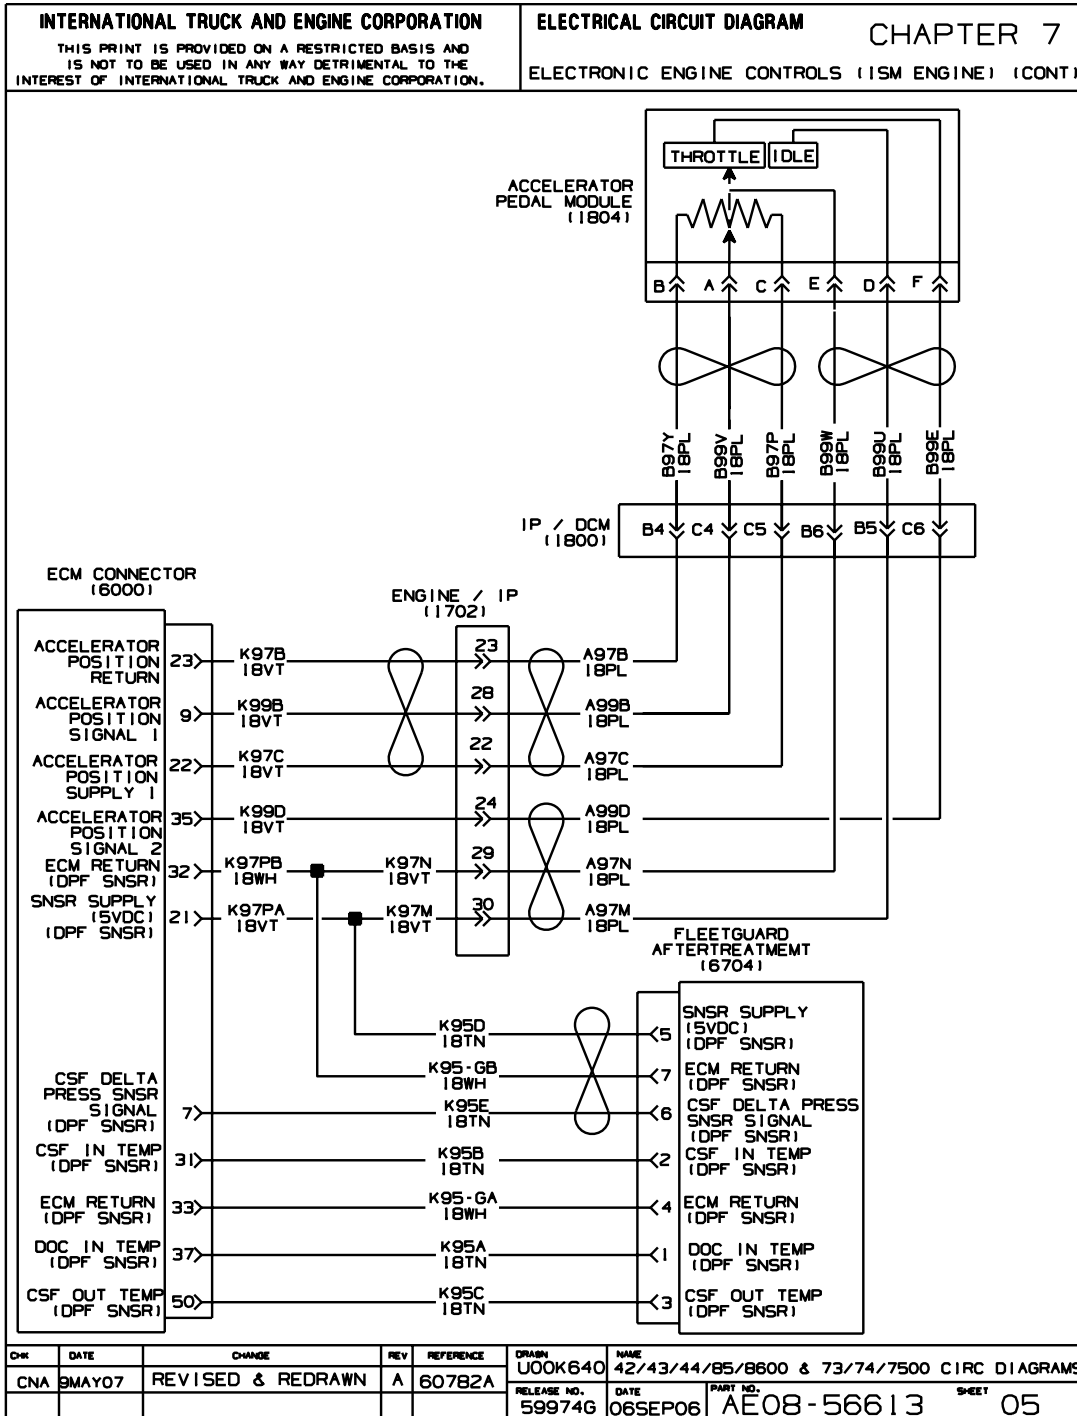 INTERNATIONAL TRUCK AND ENGINE CORPORATION
THIS PRINT IS PROVIDED ON A RESTRICTED BASIS AND
IS NOT TO BE USED IN ANY WAY DETRIMENTAL TO THE
INTEREST OF INTERNATIONAL TRUCK AND ENGINE CORPORATION.
ELECTRICAL CIRCUIT DIAGRAM
CHAPTER 7
ELECTRONIC ENGINE CONTROLS (ISM ENGINE) (CONT)
THROTTLE IDLE
ACCELERATOR
PEDAL MODULE
(1804)
B A C E D F
B97Y
18PL
B99V
18PL
B97P
18PL
B99W
18PL
B99U
18PL
B99E
18PL
IP / DCM
(1800)
B4 C4 C5 B6 B5 C6
ECM CONNECTOR
(6000)
ENGINE / IP
(1702)
ACCELERATOR
POSITION
RETURN
23
K97B
18VT
23
A97B
18PL
ACCELERATOR
POSITION
SIGNAL 1
9
K99B
18VT
28
A99B
18PL
ACCELERATOR
POSITION
SUPPLY 1
22
K97C
18VT
22
A97C
18PL
ACCELERATOR
POSITION
SIGNAL 2
35
K99D
18VT
24
A99D
18PL
ECM RETURN
(DPF SNSR)
32
K97PB
18WH
K97N
18VT
29
A97N
18PL
SNSR SUPPLY
(5VDC)
(DPF SNSR)
21
K97PA
18VT
K97M
18VT
30
A97M
18PL
FLEETGUARD
AFTERTREATMEMT
(6704)
K95D
18TN
5
SNSR SUPPLY
(5VDC)
(DPF SNSR)
K95-GB
18WH
7
ECM RETURN
(DPF SNSR)
CSF DELTA
PRESS SNSR
SIGNAL
(DPF SNSR)
7
K95E
18TN
6
CSF DELTA PRESS
SNSR SIGNAL
(DPF SNSR)
CSF IN TEMP
(DPF SNSR)
31
K95B
18TN
2
CSF IN TEMP
(DPF SNSR)
ECM RETURN
(DPF SNSR)
33
K95-GA
18WH
4
ECM RETURN
(DPF SNSR)
DOC IN TEMP
(DPF SNSR)
37
K95A
18TN
1
DOC IN TEMP
(DPF SNSR)
CSF OUT TEMP
(DPF SNSR)
50
K95C
18TN
3
CSF OUT TEMP
(DPF SNSR)
CHK DATE CHANGE REV REFERENCE
CNA 9MAY07 REVISED & REDRAWN A 60782A
DRAWN
U00K640
NAME
42/43/44/85/8600 & 73/74/7500 CIRC DIAGRAMS
RELEASE NO.
59974G
DATE
06SEP06
PART NO.
AE08-56613
SHEET
05